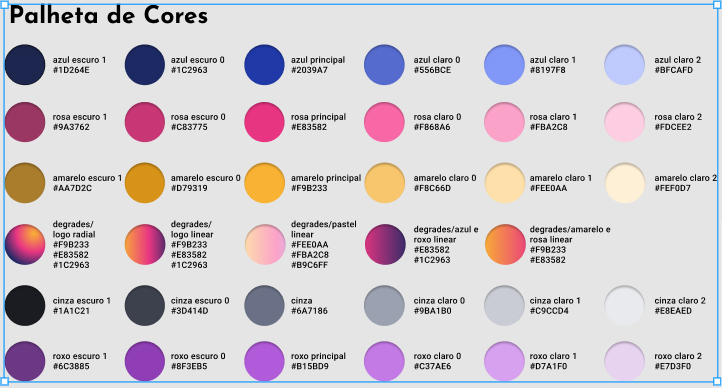 Palheta de Cores
azul escuro 1
#1D264E
azul escuro 0
#1C2963
azul principal
#2039A7
azul claro 0
#556BCE
azul claro 1
#8197F8
azul claro 2
#BFCAFD
rosa escuro 1
#9A3762
rosa escuro 0
#C83775
rosa principal
#E83582
rosa claro 0
#F868A6
rosa claro 1
#FBA2C8
rosa claro 2
#FDCEE2
amarelo escuro 1
#AA7D2C
amarelo escuro 0
#D79319
amarelo principal
#F9B233
amarelo claro 0
#F8C66D
amarelo claro 1
#FEE0AA
amarelo claro 2
#FEF0D7
degrades/
logo radial
#F9B233
#E83582
#1C2963
degrades/
logo linear
#F9B233
#E83582
#1C2963
degrades/pastel
linear
#FEE0AA
#FBA2C8
#B9C6FF
degrades/azul e
roxo linear
#E83582
#1C2963
degrades/amarelo e
rosa linear
#F9B233
#E83582
cinza escuro 1
#1A1C21
cinza escuro 0
#3D414D
cinza
#6A7186
cinza claro 0
#9BA1B0
cinza claro 1
#C9CCD4
cinza claro 2
#E8EAED
roxo escuro 1
#6C3885
roxo escuro 0
#8F3EB5
roxo principal
#B15BD9
roxo claro 0
#C37AE6
roxo claro 1
#D7A1F0
roxo claro 2
#E7D3F0